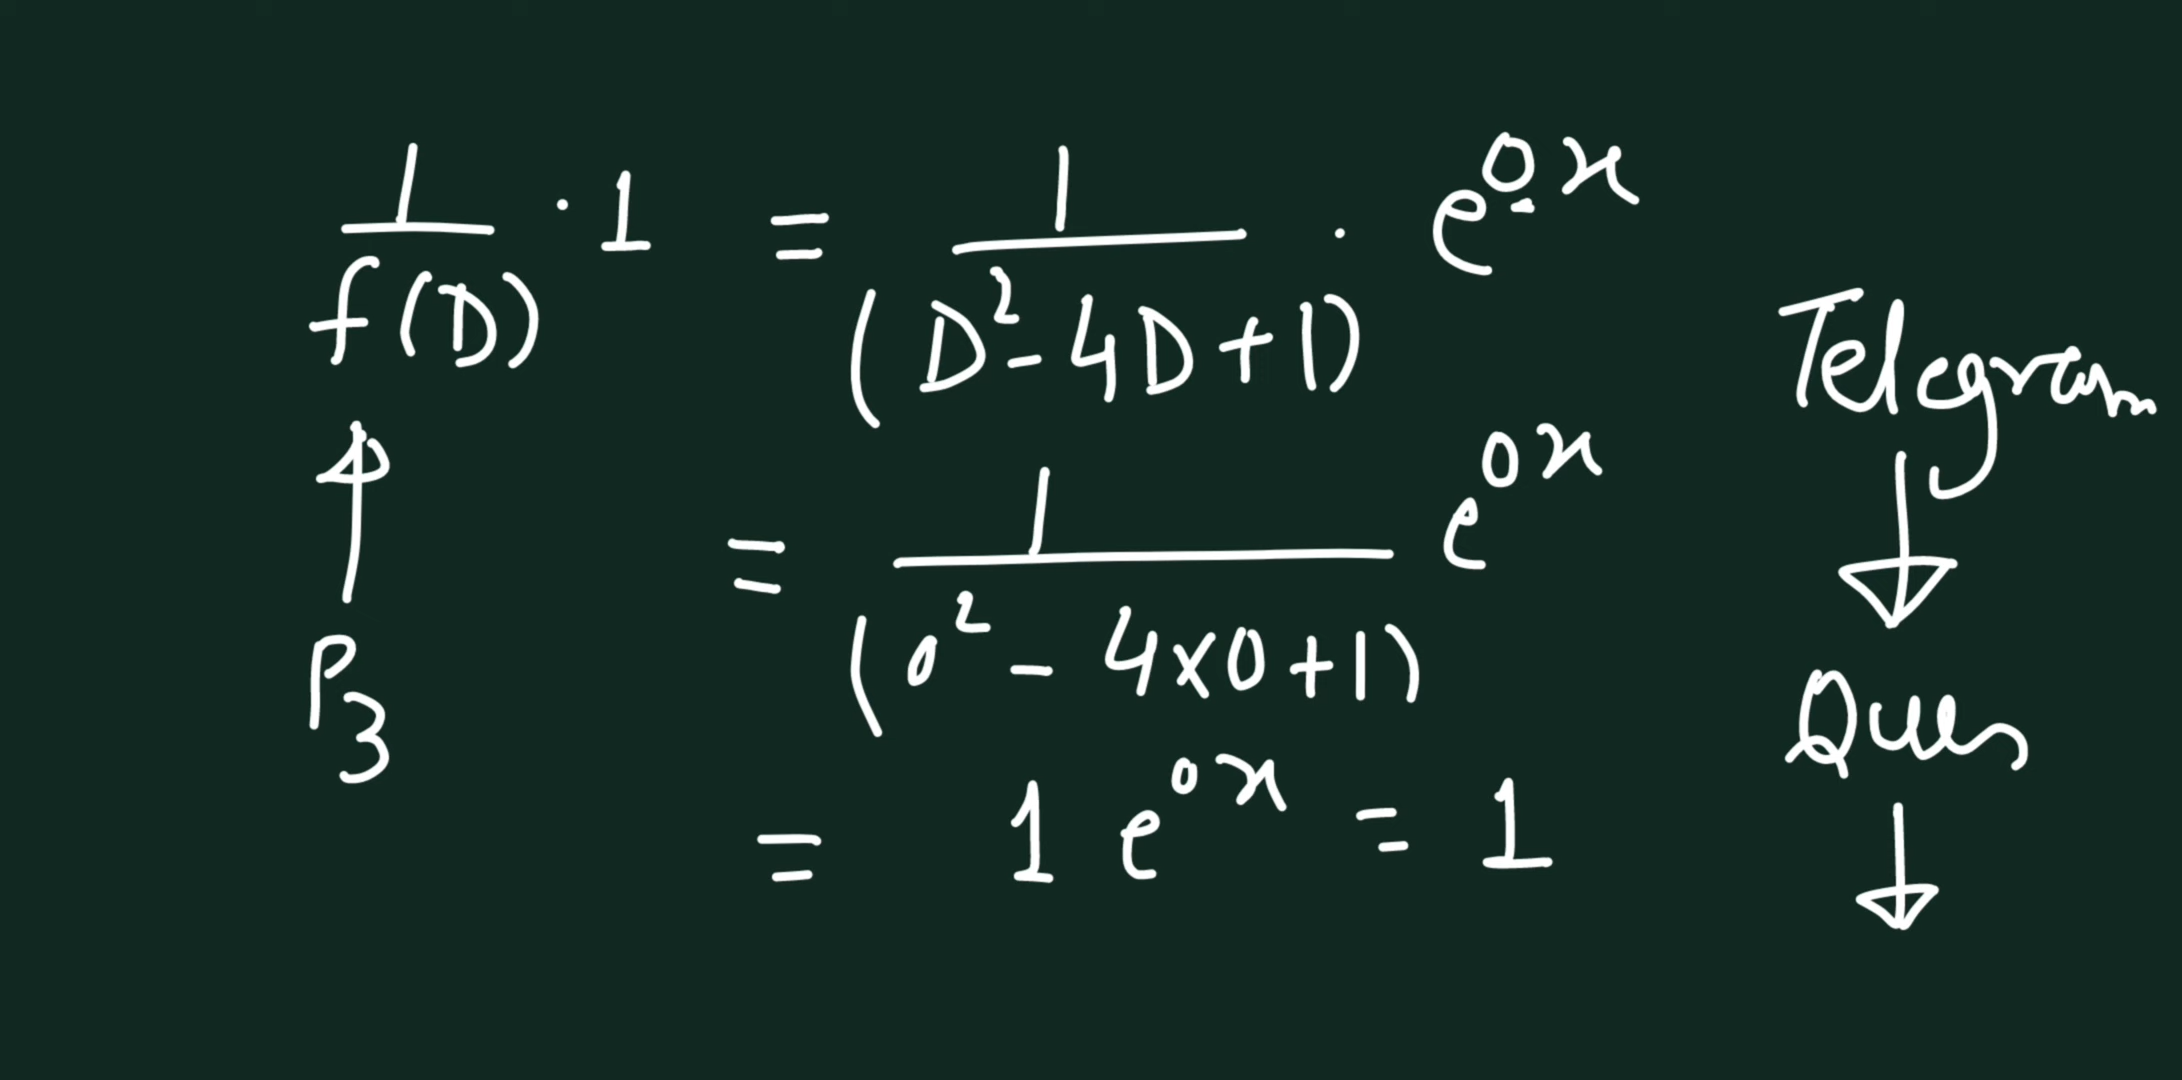 1/f(D) · 1 = 1/(D² - 4D + 1) · e^{0x}
= 1/(0² - 4×0+1) e^{0x}
= 1 e^{0x} = 1
↑
P₃
Telegram
↓
Ques
↓